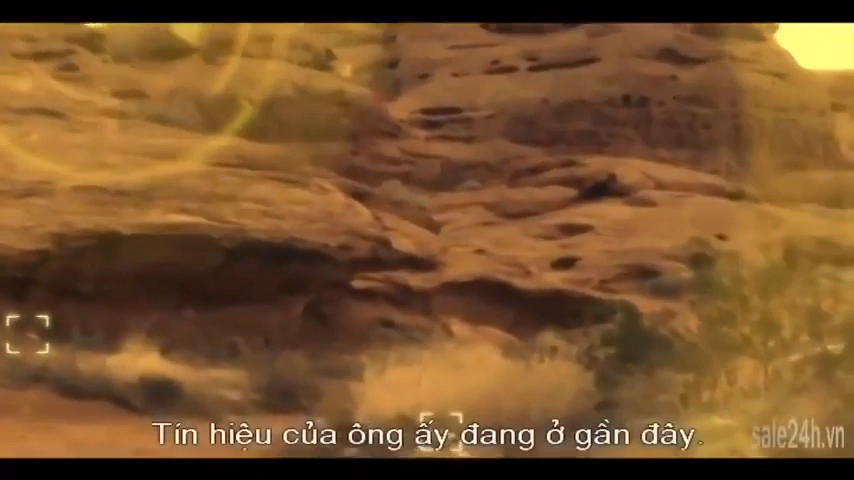 Tín hiệu của ông ấy đang ở gần đây.
sale24h.vn